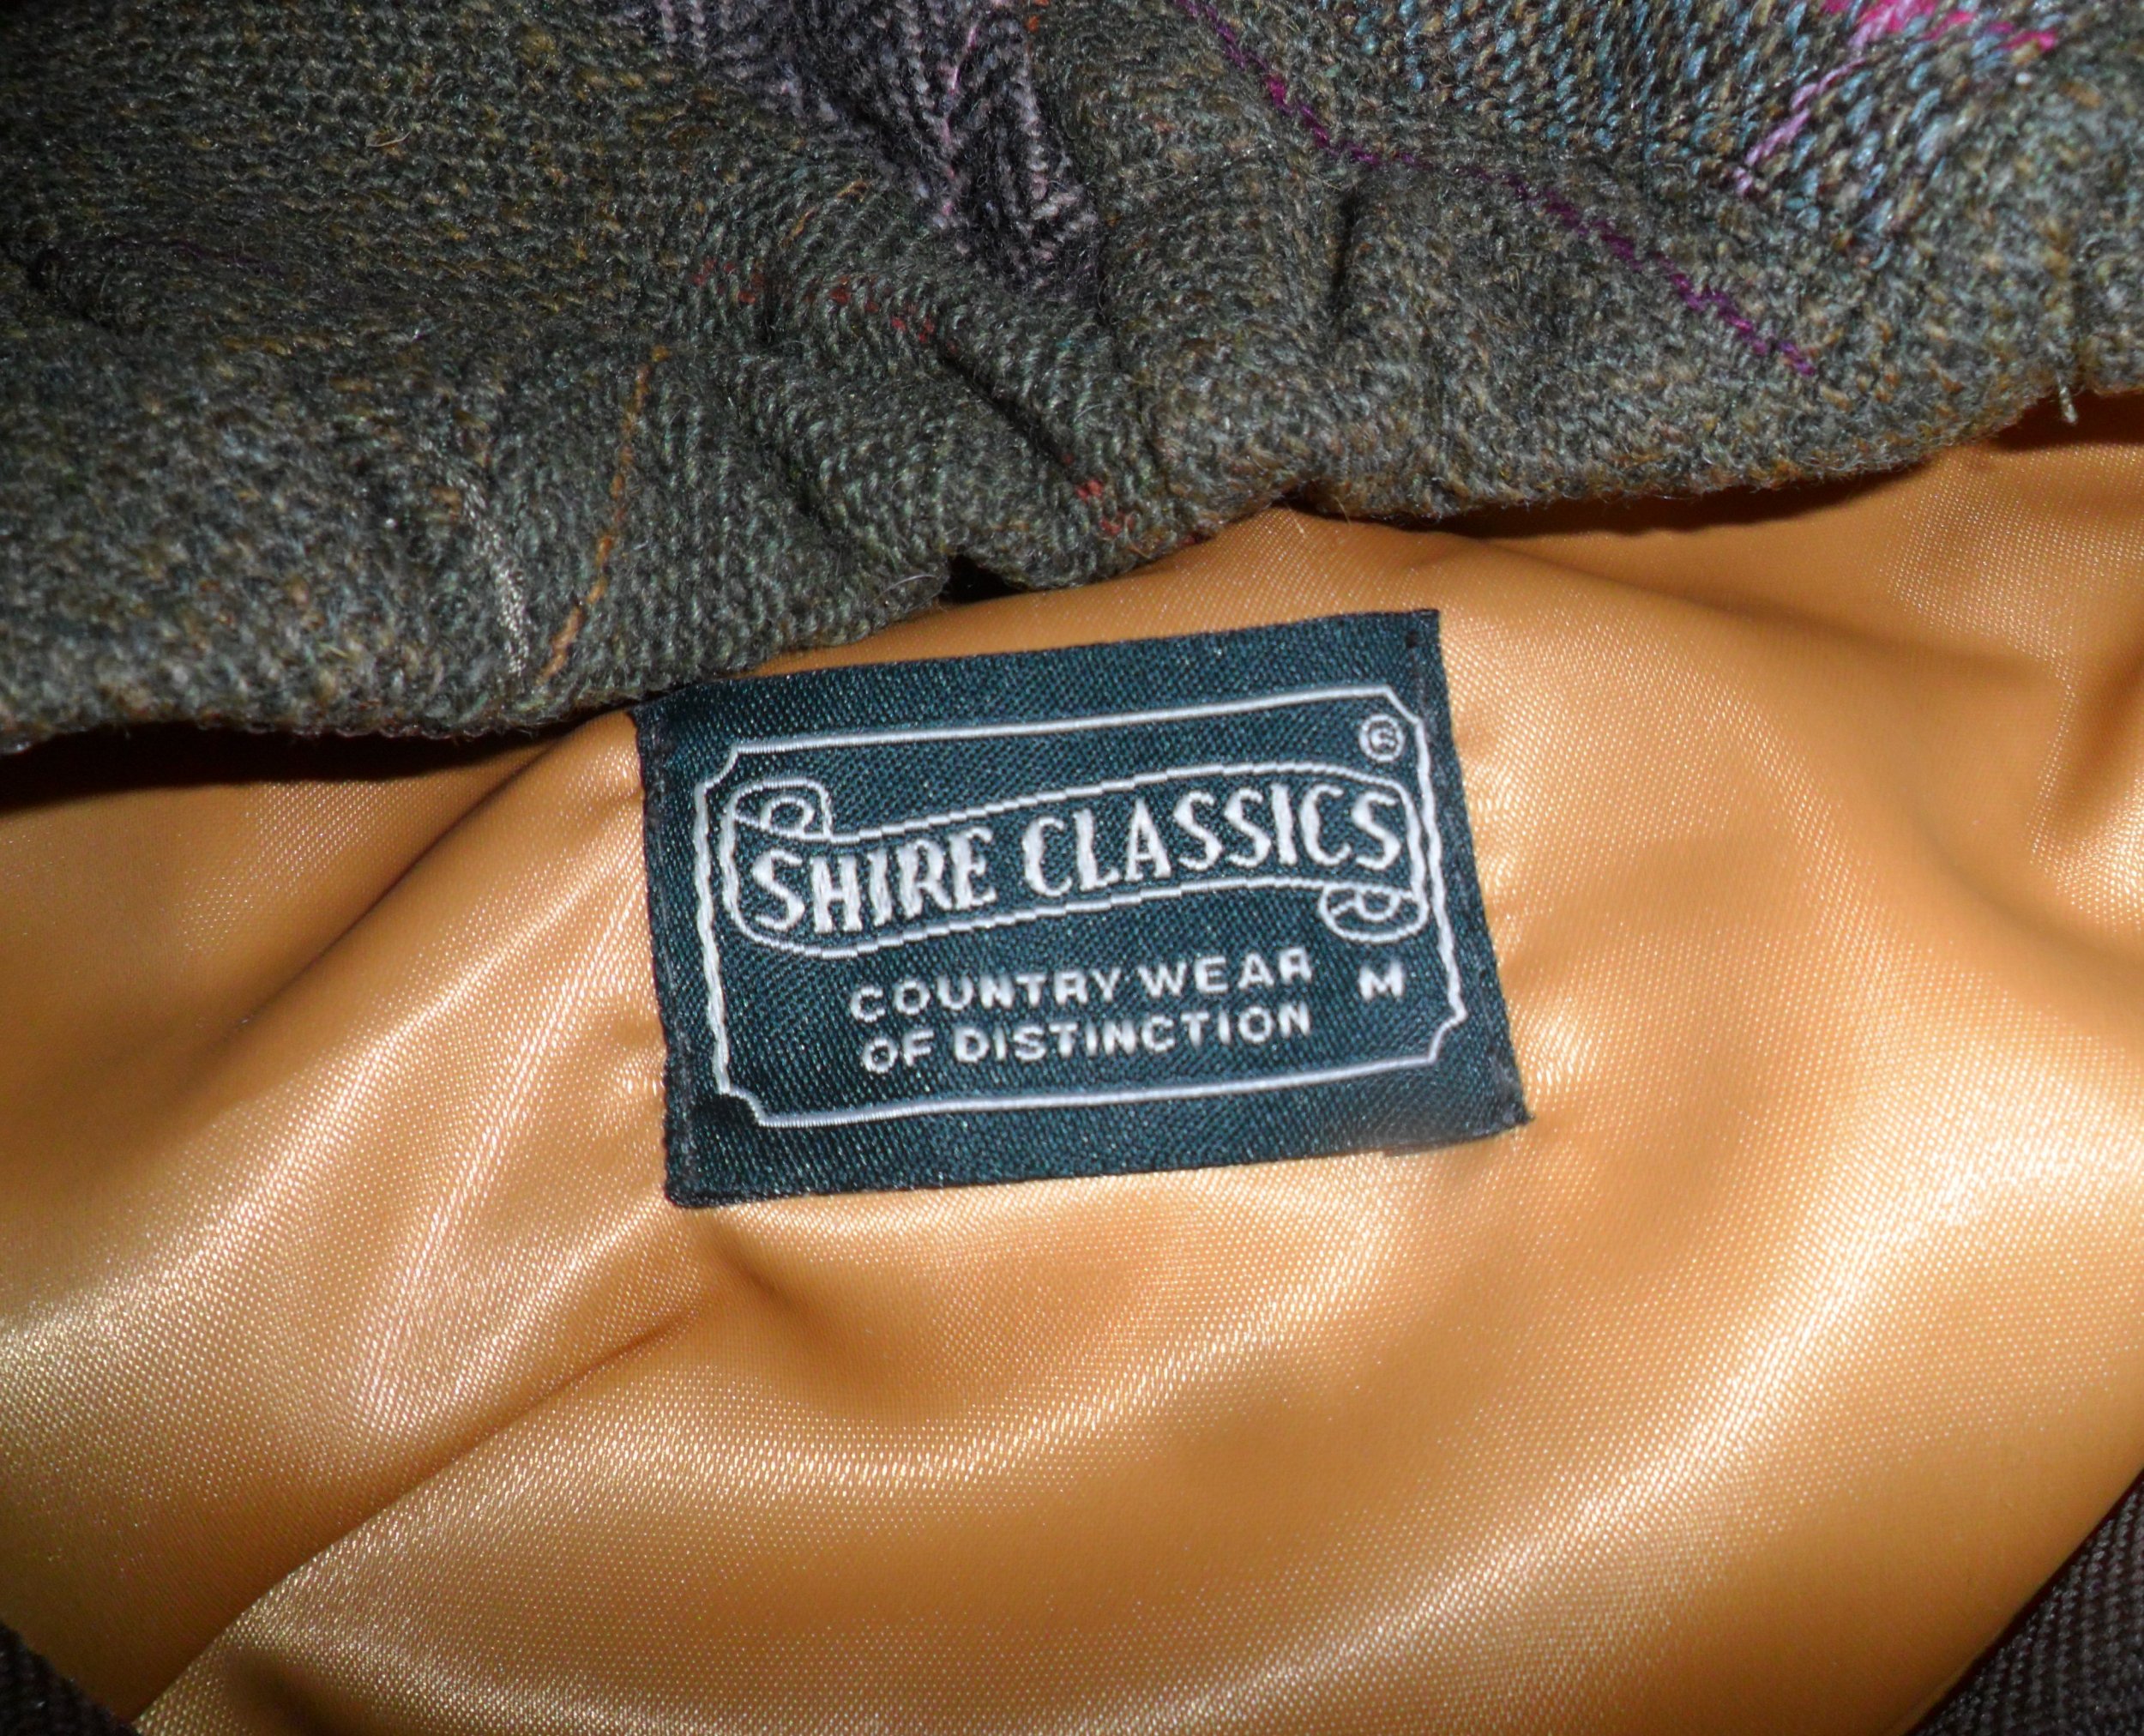 ®
SHIRE CLASSICS
COUNTRY WEAR M
OF DISTINCTION